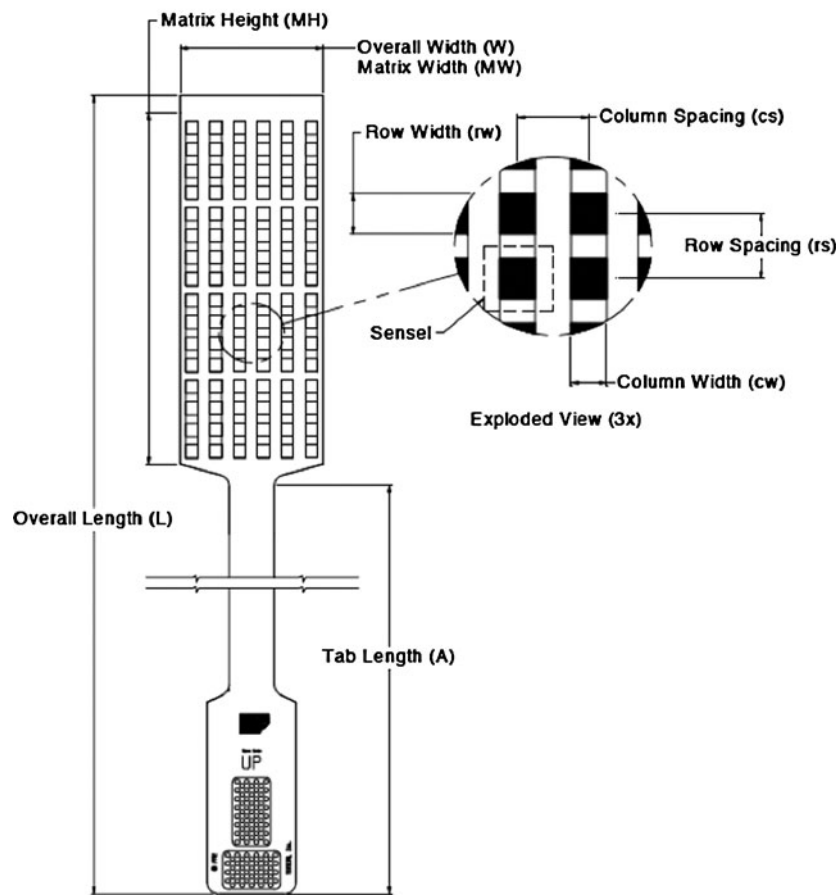 Matrix Height (MH)
Overall Width (W)
Matrix Width (MW)
Column Spacing (cs)
Row Width (rw)
Row Spacing (rs)
Sensel
Column Width (cw)
Exploded View (3x)
Overall Length (L)
Tab Length (A)
UP